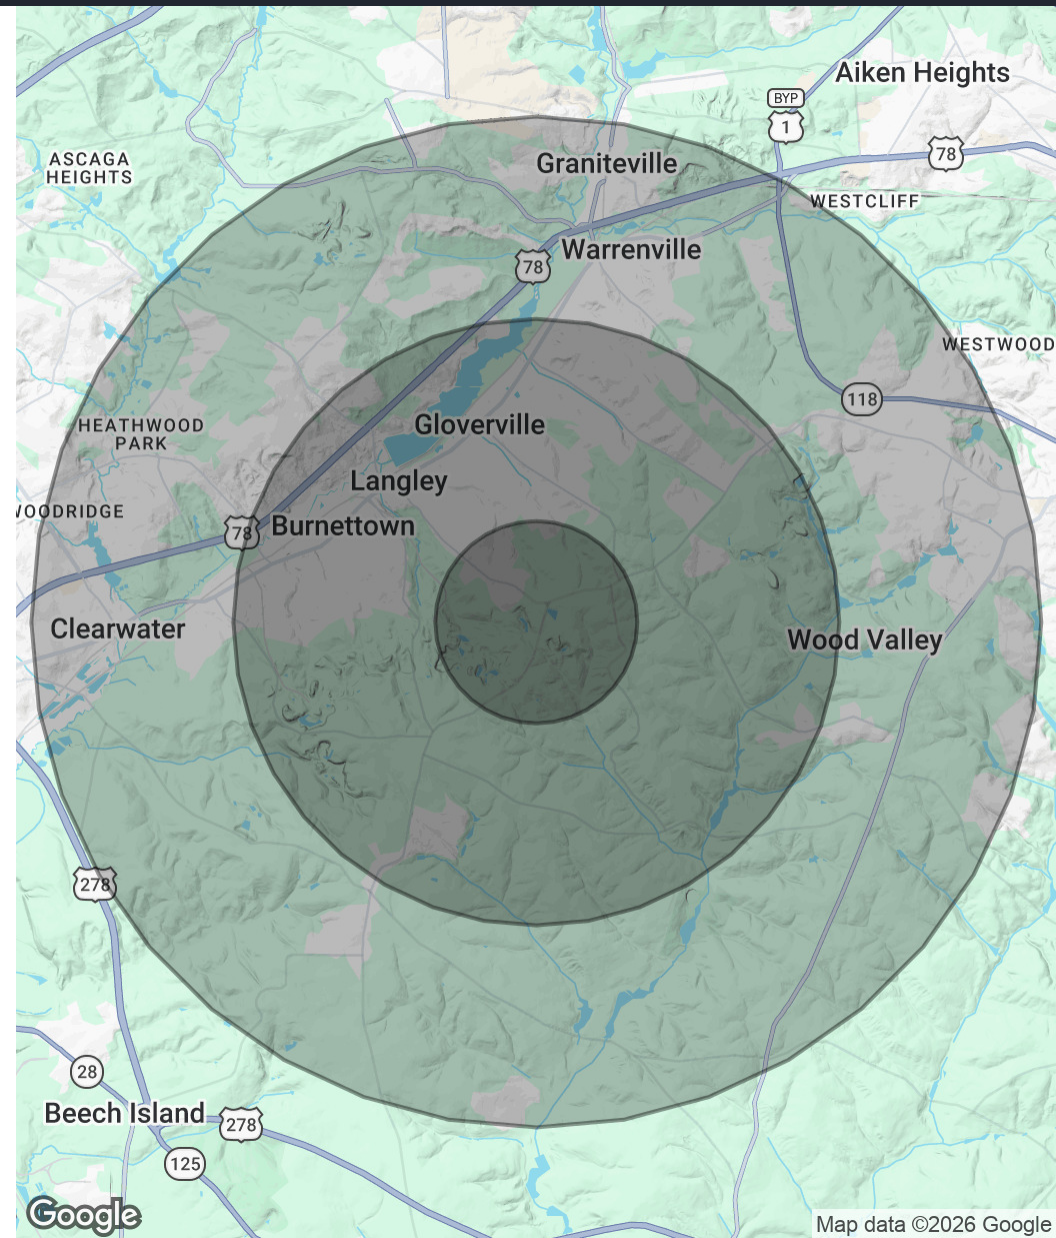 Aiken Heights
BYP
1
78
ASCAGA
HEIGHTS
Graniteville
WESTCLIFF
Warrenville
78
WESTWOOD
118
HEATHWOOD
PARK
Gloverville
Langley
WOODRIDGE
78
Burnettown
Clearwater
Wood Valley
278
28
Beech Island
278
125
Google
Map data ©2026 Google